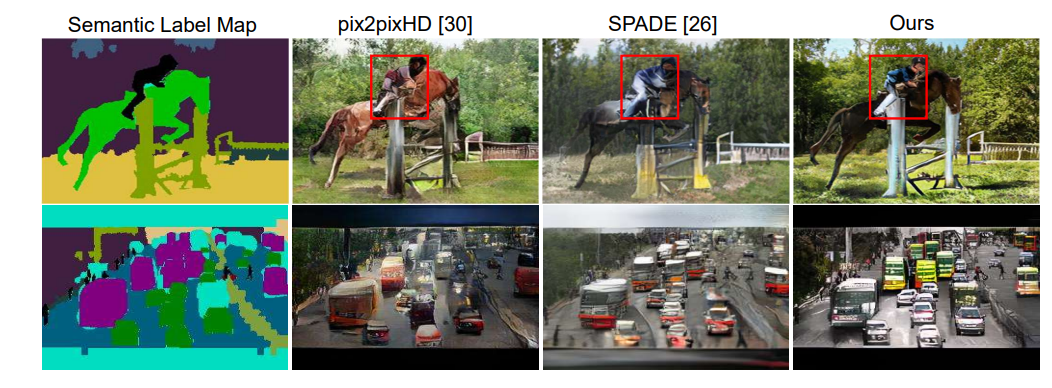 Semantic Label Map
pix2pixHD [30]
SPADE [26]
Ours